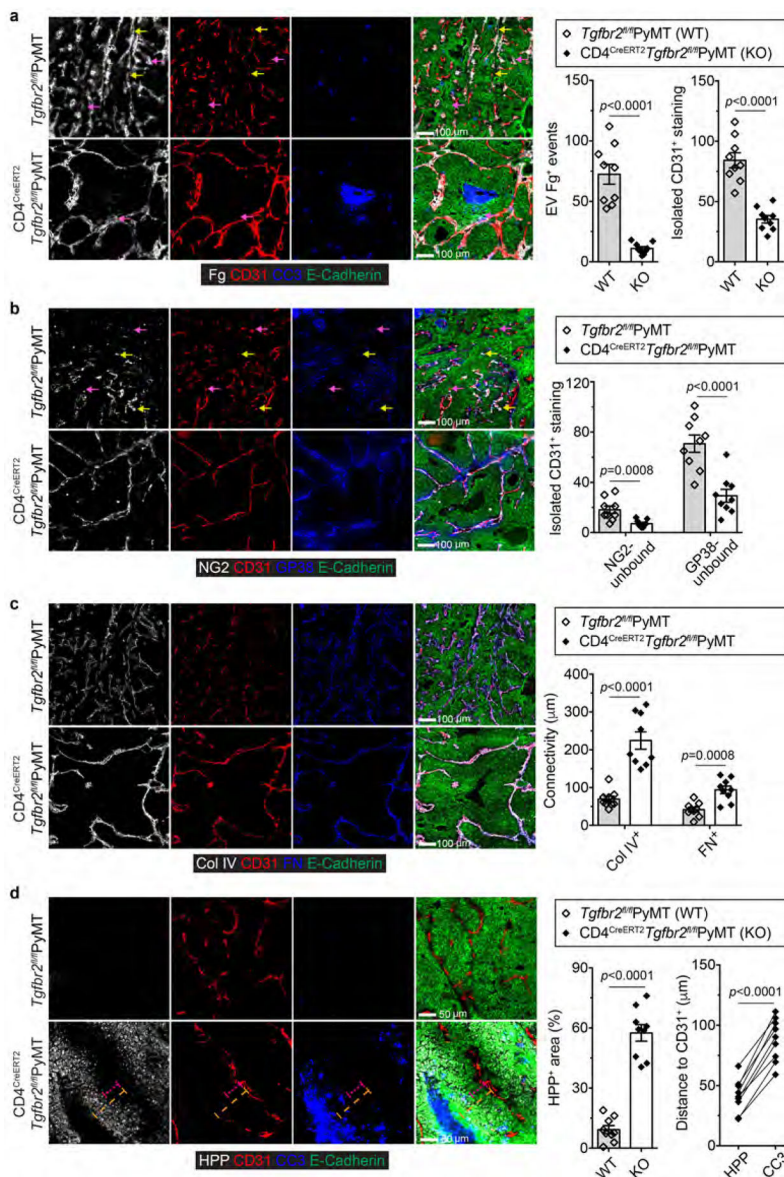 a
Tgfbr2fl/flPyMT
CD4CreERT2
Tgfbr2fl/flPyMT
100 µm
100 µm
Fg CD31 CC3 E-Cadherin
Tgfbr2fl/flPyMT (WT)
CD4CreERT2Tgfbr2fl/flPyMT (KO)
EV Fg+ events
150
100
50
0
p<0.0001
WT
KO
Isolated CD31+ staining
150
100
50
0
p<0.0001
WT
KO
b
Tgfbr2fl/flPyMT
CD4CreERT2
Tgfbr2fl/flPyMT
100 µm
100 µm
NG2 CD31 GP38 E-Cadherin
Tgfbr2fl/flPyMT
CD4CreERT2Tgfbr2fl/flPyMT
Isolated CD31+ staining
120
80
40
0
p=0.0008
p<0.0001
NG2-
unbound
GP38-
unbound
c
Tgfbr2fl/flPyMT
CD4CreERT2
Tgfbr2fl/flPyMT
100 µm
100 µm
Col IV CD31 FN E-Cadherin
Tgfbr2fl/flPyMT
CD4CreERT2Tgfbr2fl/flPyMT
Connectivity (µm)
400
300
200
100
0
p<0.0001
p=0.0008
Col IV+
FN+
d
Tgfbr2fl/flPyMT
CD4CreERT2
Tgfbr2fl/flPyMT
50 µm
50 µm
HPP CD31 CC3 E-Cadherin
Tgfbr2fl/flPyMT (WT)
CD4CreERT2Tgfbr2fl/flPyMT (KO)
HPP+ area (%)
90
60
30
0
p<0.0001
WT
KO
Distance to CD31+ (µm)
150
100
50
0
p<0.0001
HPP
CC3